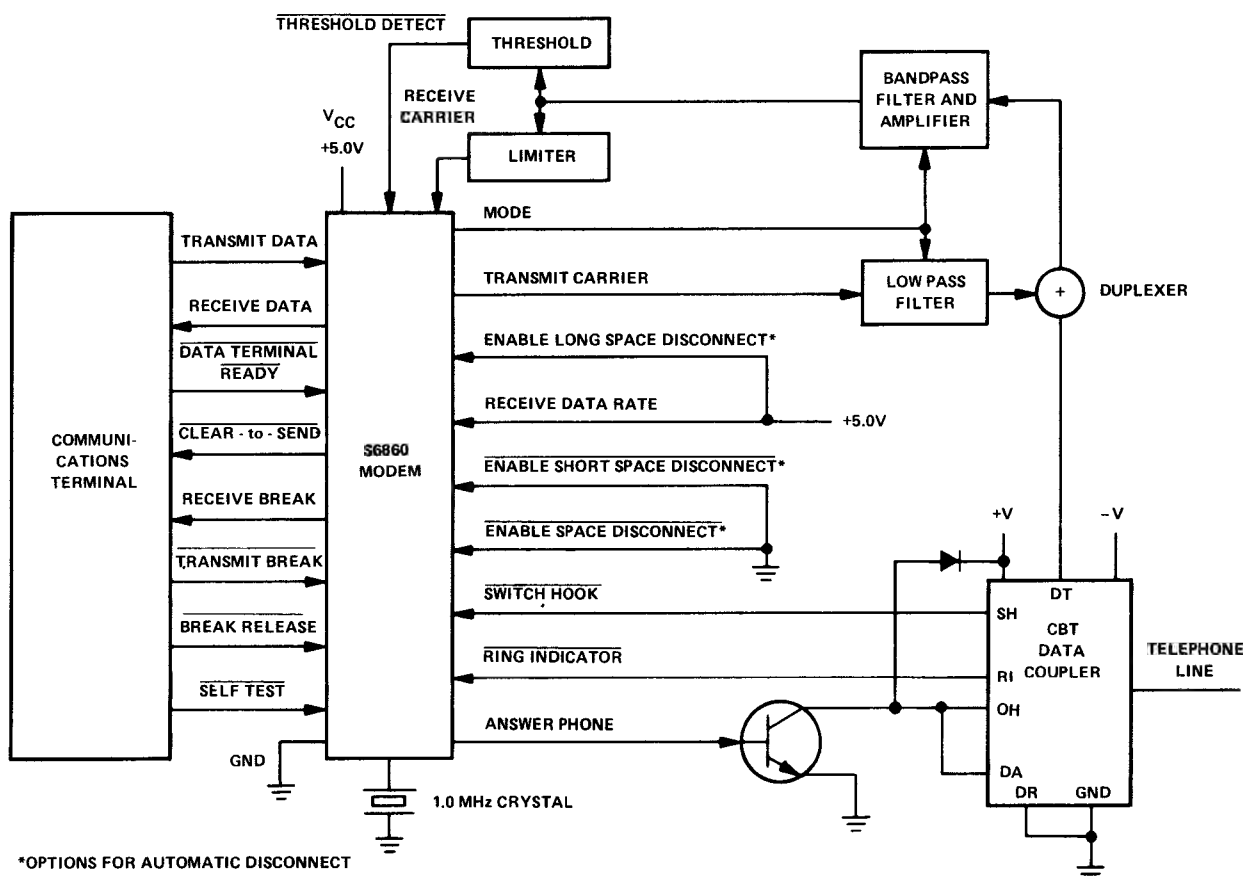 THRESHOLD DETECT
THRESHOLD
RECEIVE
CARRIER
BANDPASS
FILTER AND
AMPLIFIER
VCC
+5.0V
LIMITER
MODE
TRANSMIT DATA
TRANSMIT CARRIER
LOW PASS
FILTER
+
DUPLEXER
RECEIVE DATA
ENABLE LONG SPACE DISCONNECT*
DATA TERMINAL
READY
RECEIVE DATA RATE
+5.0V
COMMUNI-
CATIONS
TERMINAL
CLEAR - to - SEND
S6860
MODEM
ENABLE SHORT SPACE DISCONNECT*
RECEIVE BREAK
ENABLE SPACE DISCONNECT*
+V
-V
TRANSMIT BREAK
SWITCH HOOK
DT
SH
CBT
DATA
COUPLER
BREAK RELEASE
RING INDICATOR
RI
TELEPHONE
LINE
SELF TEST
ANSWER PHONE
OH
GND
DA
DR
GND
1.0 MHz CRYSTAL
*OPTIONS FOR AUTOMATIC DISCONNECT